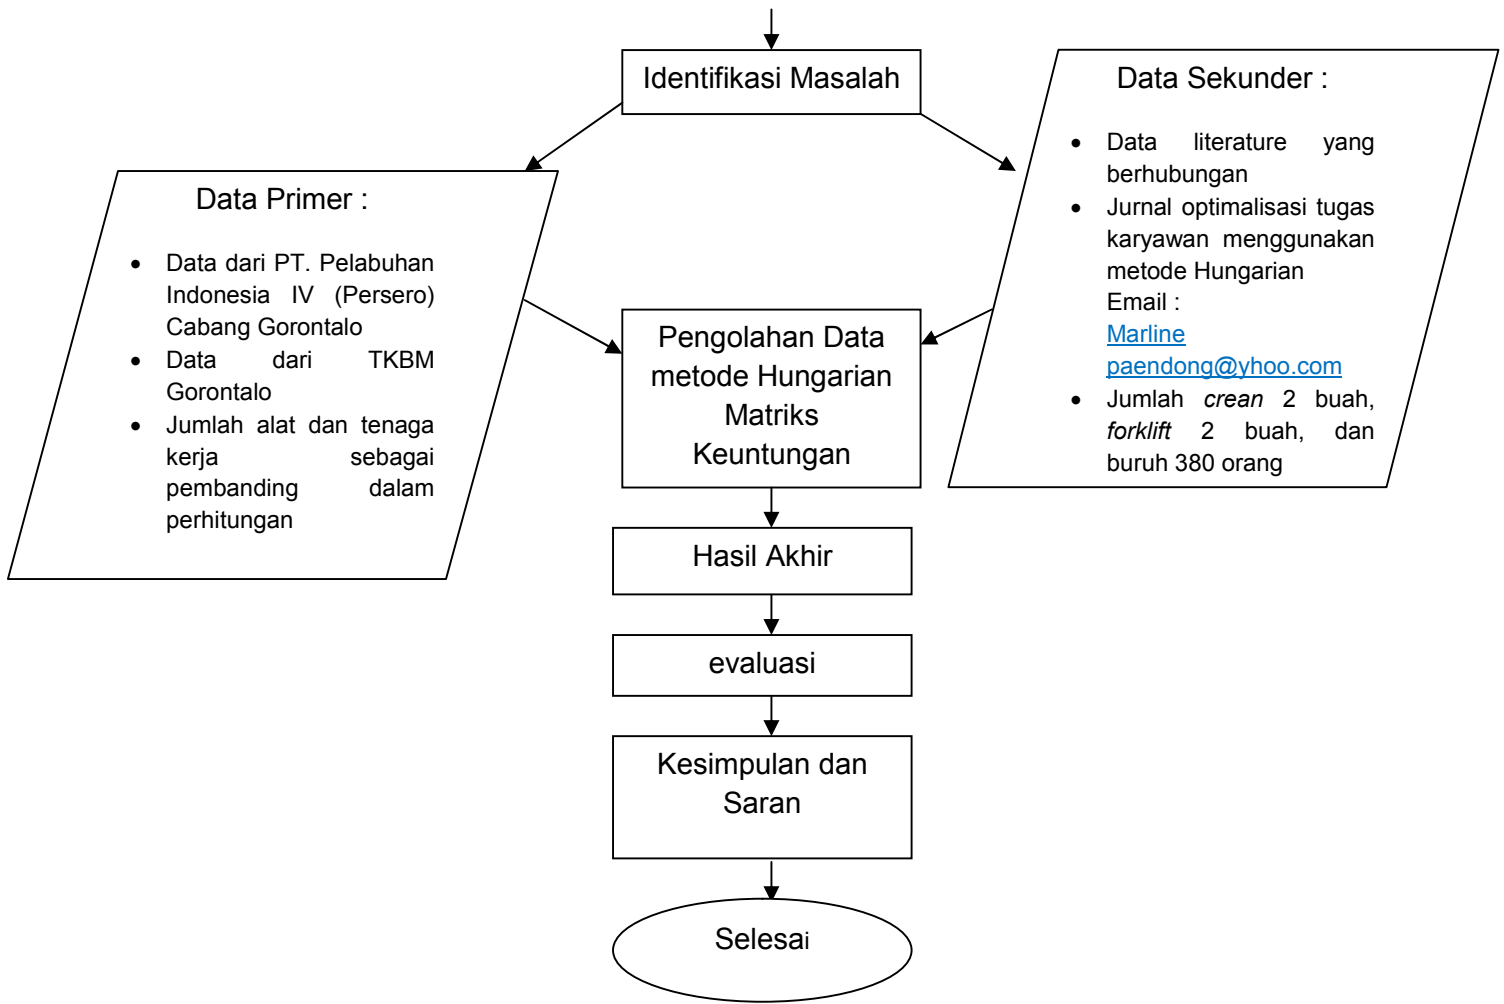 Identifikasi Masalah
Data Primer :
• Data dari PT. Pelabuhan
Indonesia IV (Persero)
Cabang Gorontalo
• Data dari TKBM
Gorontalo
• Jumlah alat dan tenaga
kerja sebagai
pembanding dalam
perhitungan
Data Sekunder :
• Data literature yang
berhubungan
• Jurnal optimalisasi tugas
karyawan menggunakan
metode Hungarian
Email :
Marline
paendong@yhoo.com
• Jumlah crean 2 buah,
forklift 2 buah, dan
buruh 380 orang
Pengolahan Data
metode Hungarian
Matriks
Keuntungan
Hasil Akhir
evaluasi
Kesimpulan dan
Saran
Selesai